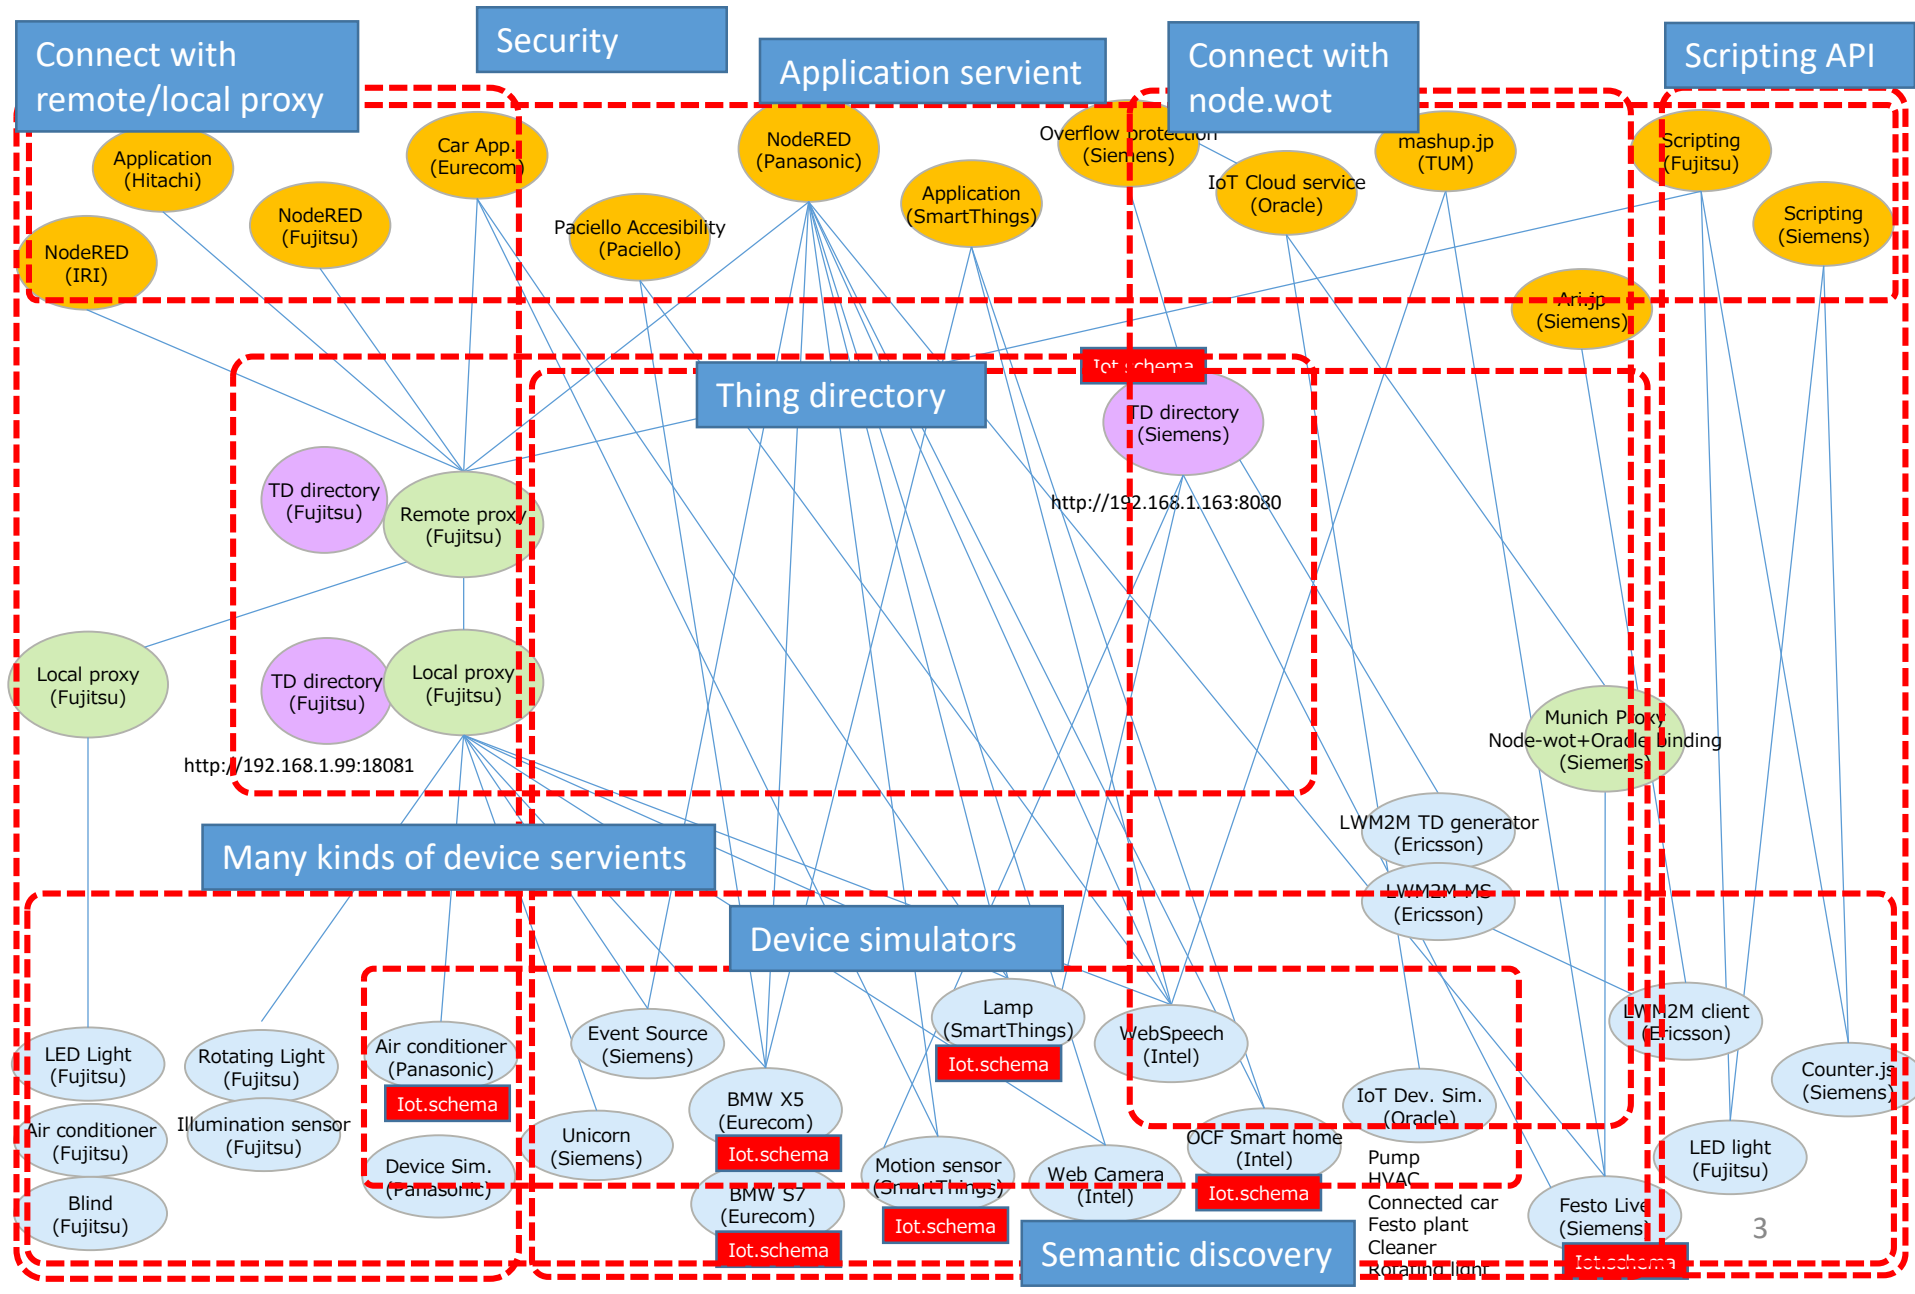 Connect with
remote/local proxy
Security
Application servient
Connect with
node.wot
Scripting API
Application
(Hitachi)
Car App.
(Eurecom)
NodeRED
(Panasonic)
Overflow protection
(Siemens)
mashup.jp
(TUM)
Scripting
(Fujitsu)
NodeRED
(IRI)
NodeRED
(Fujitsu)
Paciello Accesibility
(Paciello)
Application
(SmartThings)
IoT Cloud service
(Oracle)
Scripting
(Siemens)
Ari.jp
(Siemens)
Iot.schema
Thing directory
TD directory
(Siemens)
http://192.168.1.163:8080
TD directory
(Fujitsu)
Remote proxy
(Fujitsu)
Local proxy
(Fujitsu)
TD directory
(Fujitsu)
Local proxy
(Fujitsu)
http://192.168.1.99:18081
Munich Proxy
Node-wot+Oracle binding
(Siemens)
LWM2M TD generator
(Ericsson)
LWM2M MS
(Ericsson)
Many kinds of device servients
Device simulators
LED Light
(Fujitsu)
Rotating Light
(Fujitsu)
Air conditioner
(Panasonic)
Iot.schema
Event Source
(Siemens)
Lamp
(SmartThings)
Iot.schema
WebSpeech
(Intel)
LWM2M client
(Ericsson)
Counter.js
(Siemens)
Air conditioner
(Fujitsu)
Illumination sensor
(Fujitsu)
Device Sim.
(Panasonic)
Unicorn
(Siemens)
BMW X5
(Eurecom)
Iot.schema
BMW S7
(Eurecom)
Iot.schema
Motion sensor
(SmartThings)
Iot.schema
Web Camera
(Intel)
OCF Smart home
(Intel)
Iot.schema
IoT Dev. Sim.
(Oracle)
Pump
HVAC
Connected car
Festo plant
Cleaner
Rotating light
Festo Live
(Siemens)
Iot.schema
LED light
(Fujitsu)
Blind
(Fujitsu)
Semantic discovery
3